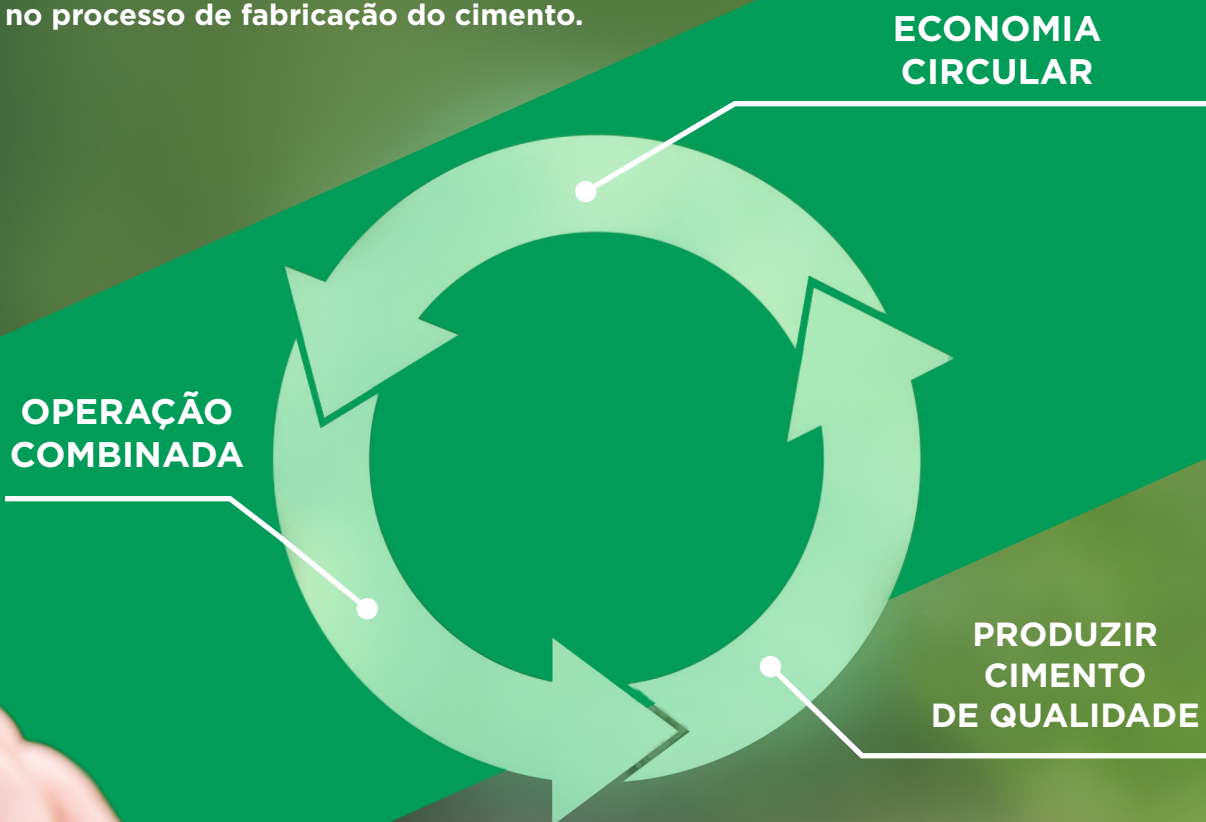 no processo de fabricação do cimento.
ECONOMIA
CIRCULAR
OPERAÇÃO
COMBINADA
PRODUZIR
CIMENTO
DE QUALIDADE